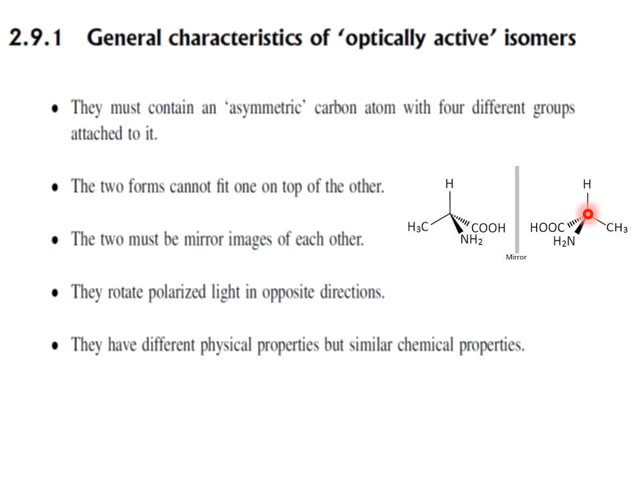 2.9.1 General characteristics of ‘optically active’ isomers
• They must contain an ‘asymmetric’ carbon atom with four different groups
attached to it.
• The two forms cannot fit one on top of the other.
• The two must be mirror images of each other.
• They rotate polarized light in opposite directions.
• They have different physical properties but similar chemical properties.
H H
H₃C COOH HOOC CH₃
NH₂ H₂N
Mirror